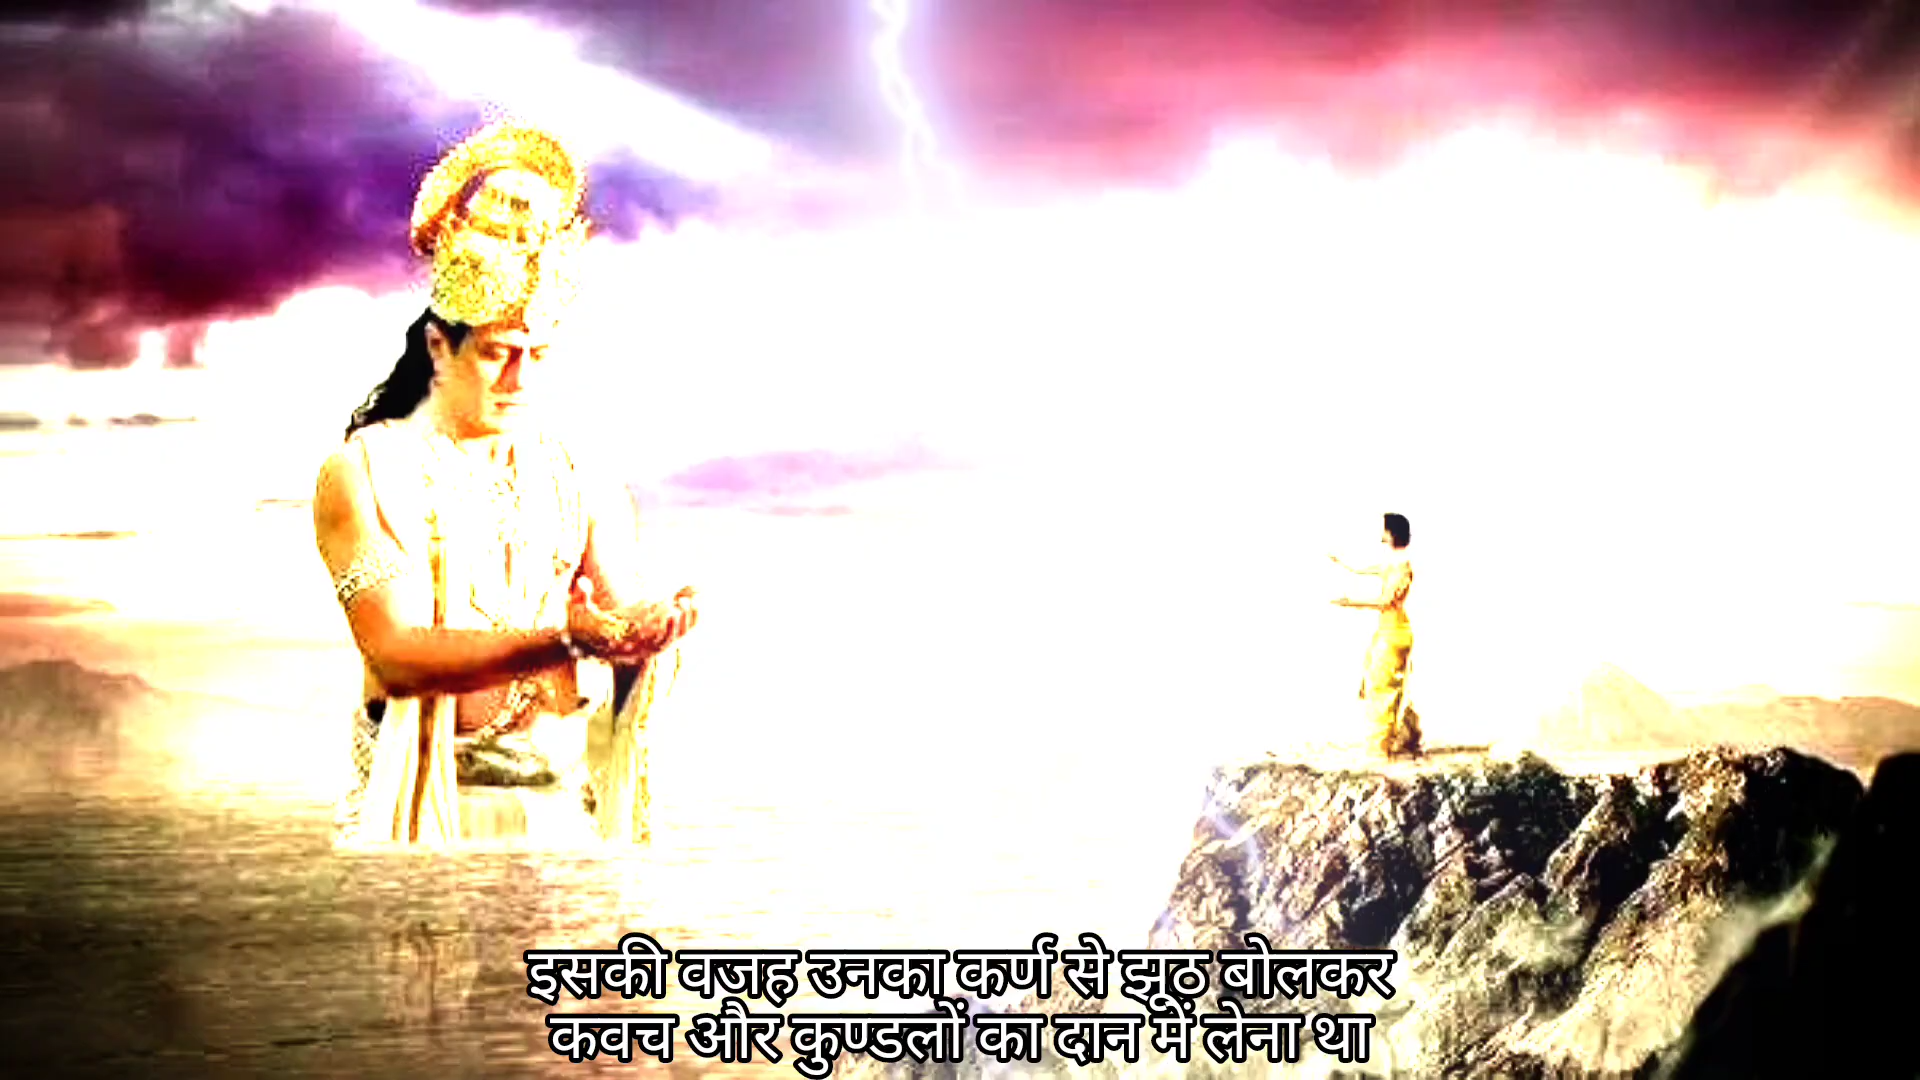 इसकी वजह उनका कर्ण से झूठ बोलकर
कवच और कुण्डलों का दान में लेना था